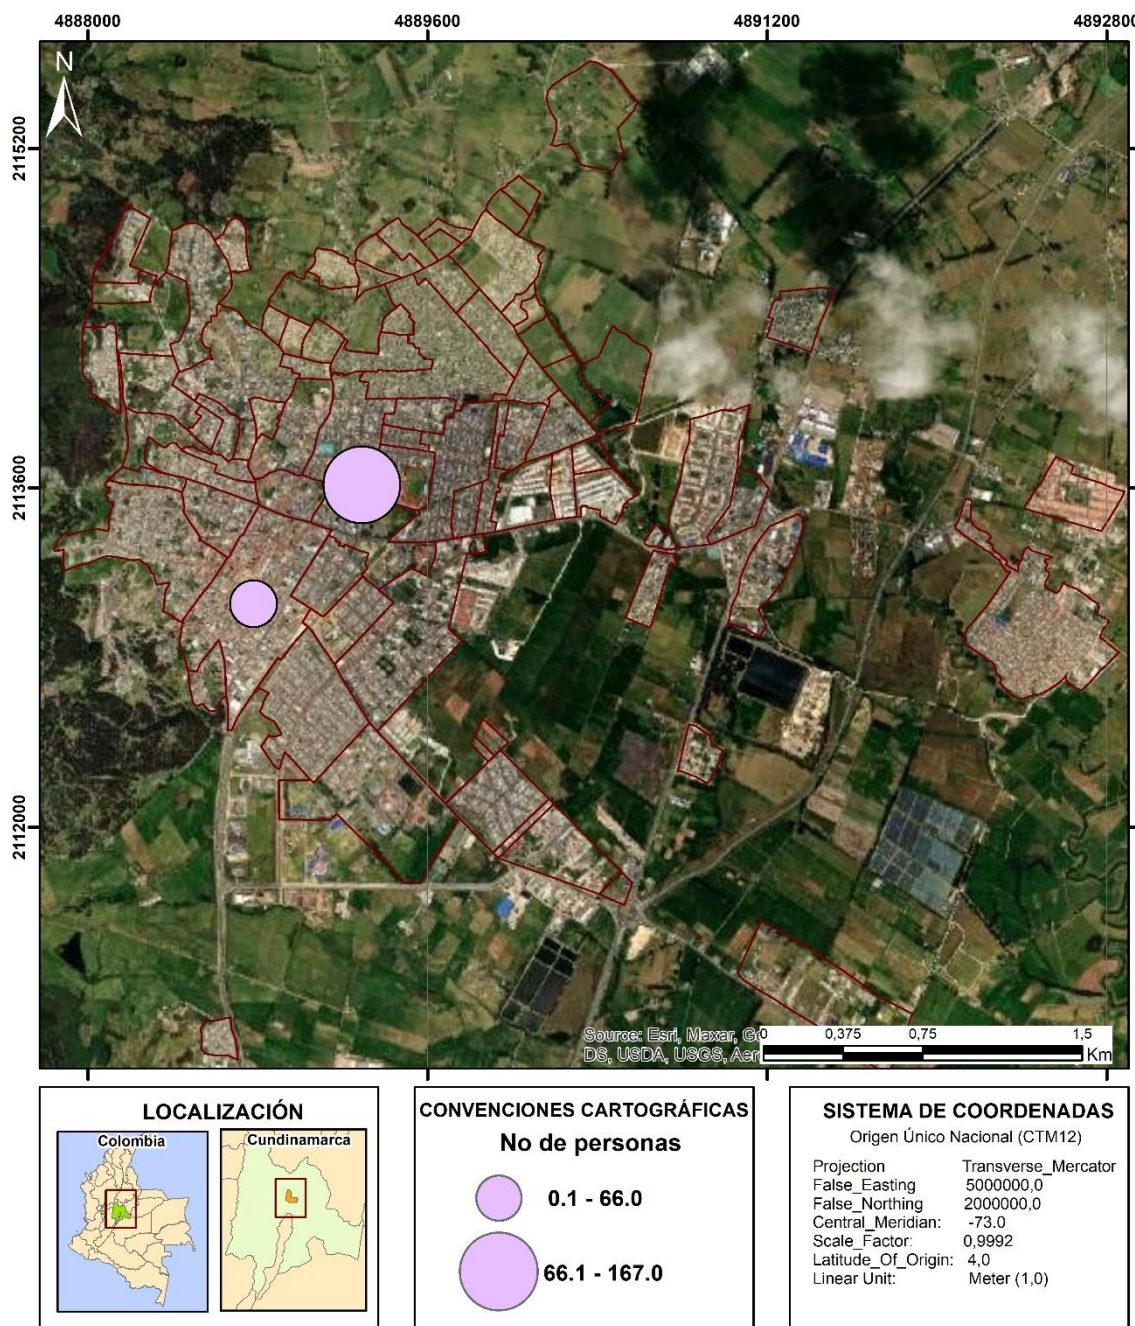 4888000 4889600 4891200 4892800
N
2115200
2113600
2112000
Source: Esri, Maxar,
DS, USDA, USGS,
0 0,375 0,75 1,5
Km
LOCALIZACIÓN
Colombia
Cundinamarca
CONVENCIONES CARTOGRÁFICAS
No de personas
0.1 - 66.0
66.1 - 167.0
SISTEMA DE COORDENADAS
Origen Único Nacional (CTM12)
Projection Transverse_Mercator
False_Easting 5000000,0
False_Northing 2000000,0
Central_Meridian: -73.0
Scale_Factor: 0,9992
Latitude_Of_Origin: 4,0
Linear Unit: Meter (1,0)